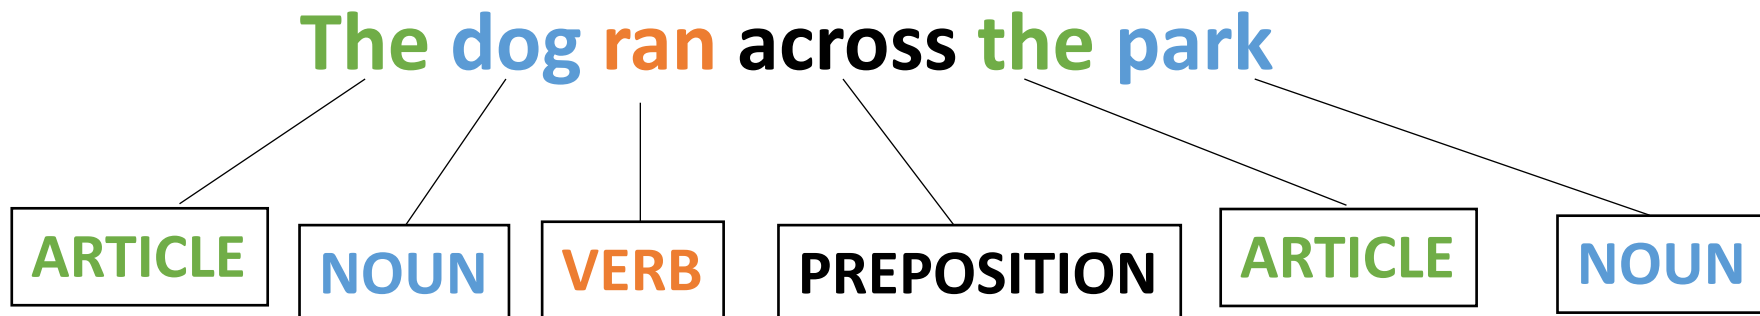 The dog ran across the park
ARTICLE NOUN VERB PREPOSITION ARTICLE NOUN